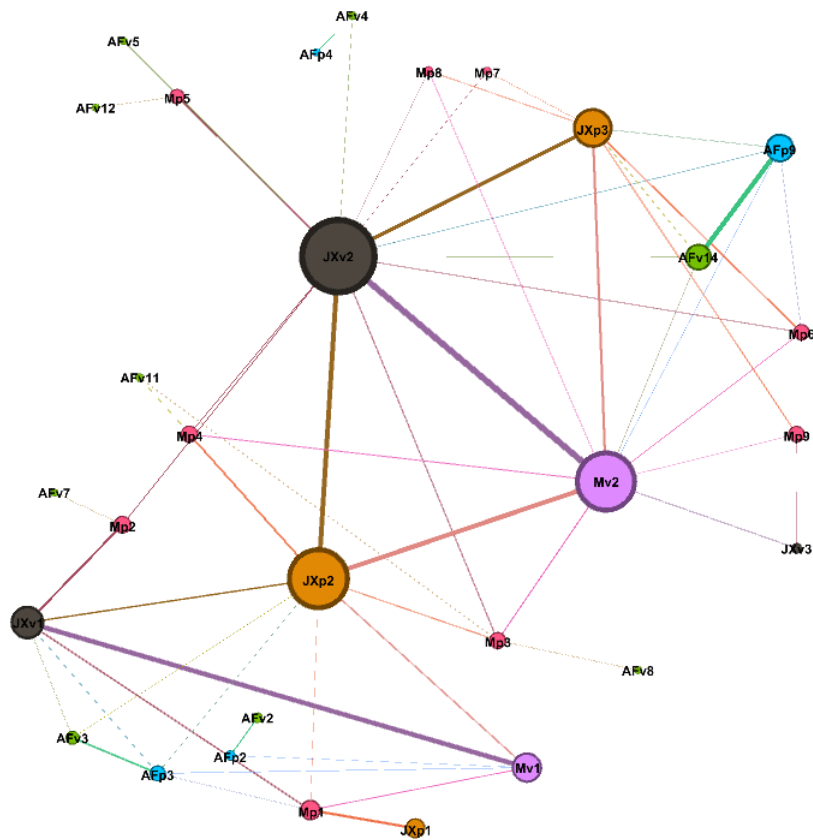 AFv4
AFv5
AFp4
Mp8
Mp7
Mp5
AFv12
JXp3
AFp9
JXv2
AFv14
Mp6
AFv11
Mp4
Mp9
Mv2
AFv7
Mp2
JXv3
JXp2
JXv1
Mp3
AFv8
AFv2
AFv3
AFp2
AFp3
Mv1
Mp1
JXp1